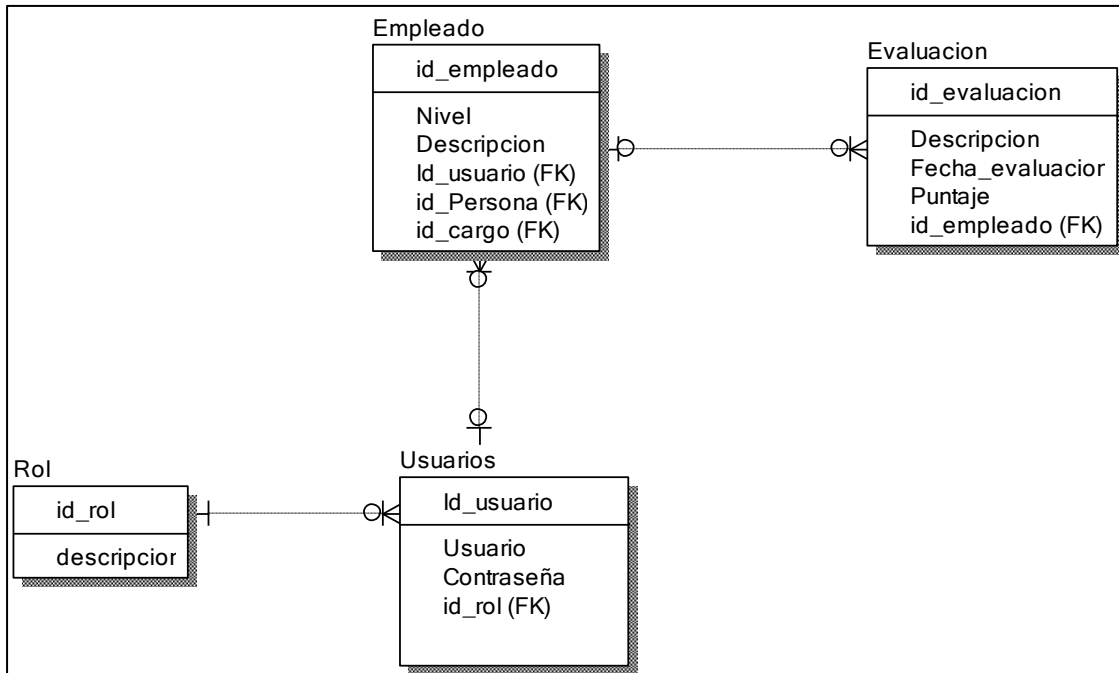 Empleado
id_empleado
Nivel
Descripcion
Id_usuario (FK)
id_Persona (FK)
id_cargo (FK)
Evaluacion
id_evaluacion
Descripcion
Fecha_evaluacior
Puntaje
id_empleado (FK)
Rol
id_rol
descripcior
Usuarios
Id_usuario
Usuario
Contraseña
id_rol (FK)